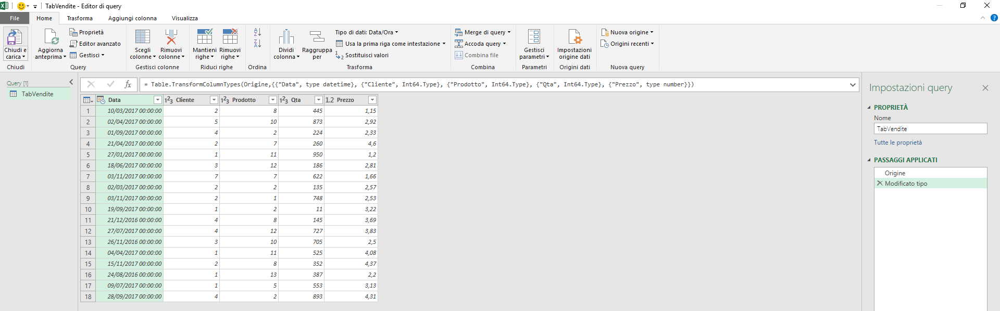 TabVendite - Editor di query
File Home Trasforma Aggiungi colonna Visualizza
Chiudi e carica
Chiudi
Aggiorna anteprima
Proprietà
Editor avanzato
Gestisci
Query
Scegli colonne
Rimuovi colonne
Gestisci colonne
Mantieni righe
Rimuovi righe
Riduci righe
Ordina
Dividi colonna
Raggruppa per
Tipo di dati: Data/Ora
Usa la prima riga come intestazione
Sostituisci valori
Trasforma
Merge di query
Accoda query
Combina file
Combina
Gestisci parametri
Parametri
Impostazioni origine dati
Origini dati
Nuova origine
Origini recenti
Nuova query
Query [1]
TabVendite
fx = Table.TransformColumnTypes(Origine,{{"Data", type datetime}, {"Cliente", Int64.Type}, {"Prodotto", Int64.Type}, {"Qta", Int64.Type}, {"Prezzo", type number}})
Data 123 Cliente 123 Prodotto 123 Qta 1.2 Prezzo
1 10/03/2017 00:00:00 2 8 445 1,15
2 02/04/2017 00:00:00 5 10 873 2,92
3 01/09/2017 00:00:00 4 2 224 2,33
4 21/04/2017 00:00:00 2 7 260 4,6
5 27/01/2017 00:00:00 1 11 950 1,2
6 18/06/2017 00:00:00 3 12 186 2,81
7 03/11/2017 00:00:00 7 7 622 1,66
8 02/03/2017 00:00:00 2 2 135 2,57
9 03/11/2017 00:00:00 2 1 748 2,53
10 19/09/2017 00:00:00 1 2 11 3,22
11 21/12/2016 00:00:00 4 8 145 3,69
12 27/07/2017 00:00:00 4 12 727 3,83
13 26/11/2016 00:00:00 3 10 705 2,5
14 04/04/2017 00:00:00 1 11 525 4,08
15 15/11/2017 00:00:00 2 8 352 4,37
16 24/08/2016 00:00:00 1 13 387 2,2
17 09/07/2017 00:00:00 1 5 553 3,13
18 28/09/2017 00:00:00 4 2 893 4,31
Impostazioni query
PROPRIETÀ
Nome
TabVendite
Tutte le proprietà
PASSAGGI APPLICATI
Origine
Modificato tipo